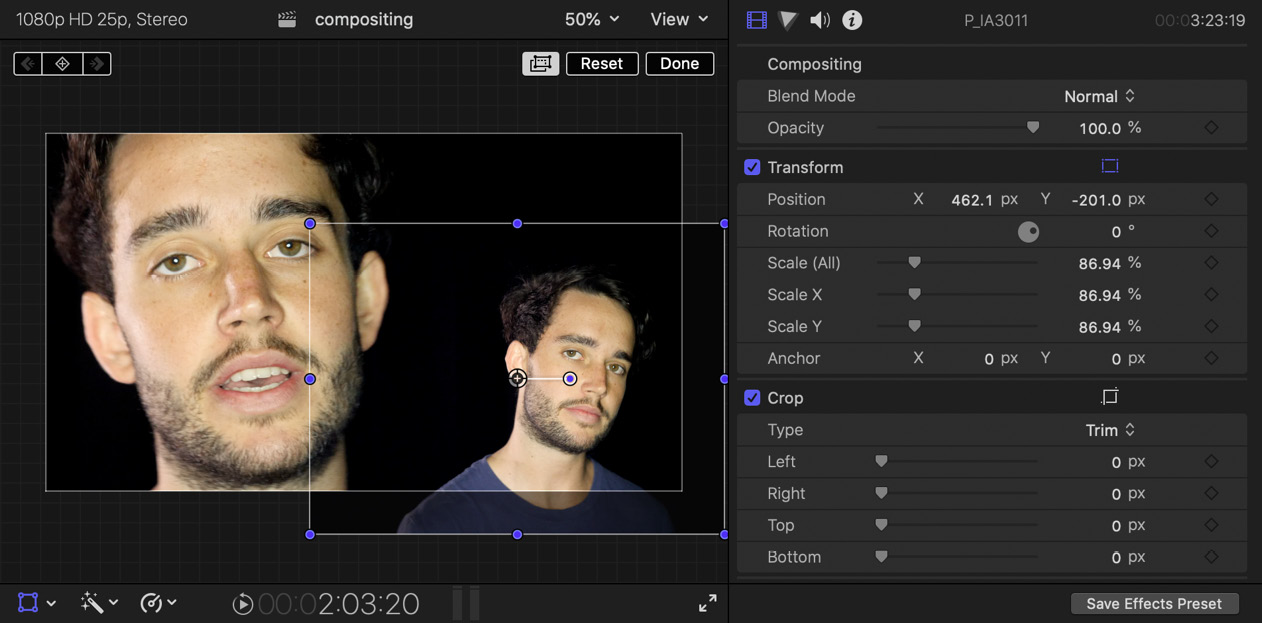 1080p HD 25p, Stereo
compositing
50%
View
Reset
Done
00:02:03:20
P_IA3011
00:03:23:19
Compositing
Blend Mode Normal
Opacity 100.0 %
Transform
Position X 462.1 px Y -201.0 px
Rotation 0 °
Scale (All) 86.94 %
Scale X 86.94 %
Scale Y 86.94 %
Anchor X 0 px Y 0 px
Crop
Type Trim
Left 0 px
Right 0 px
Top 0 px
Bottom 0 px
Save Effects Preset